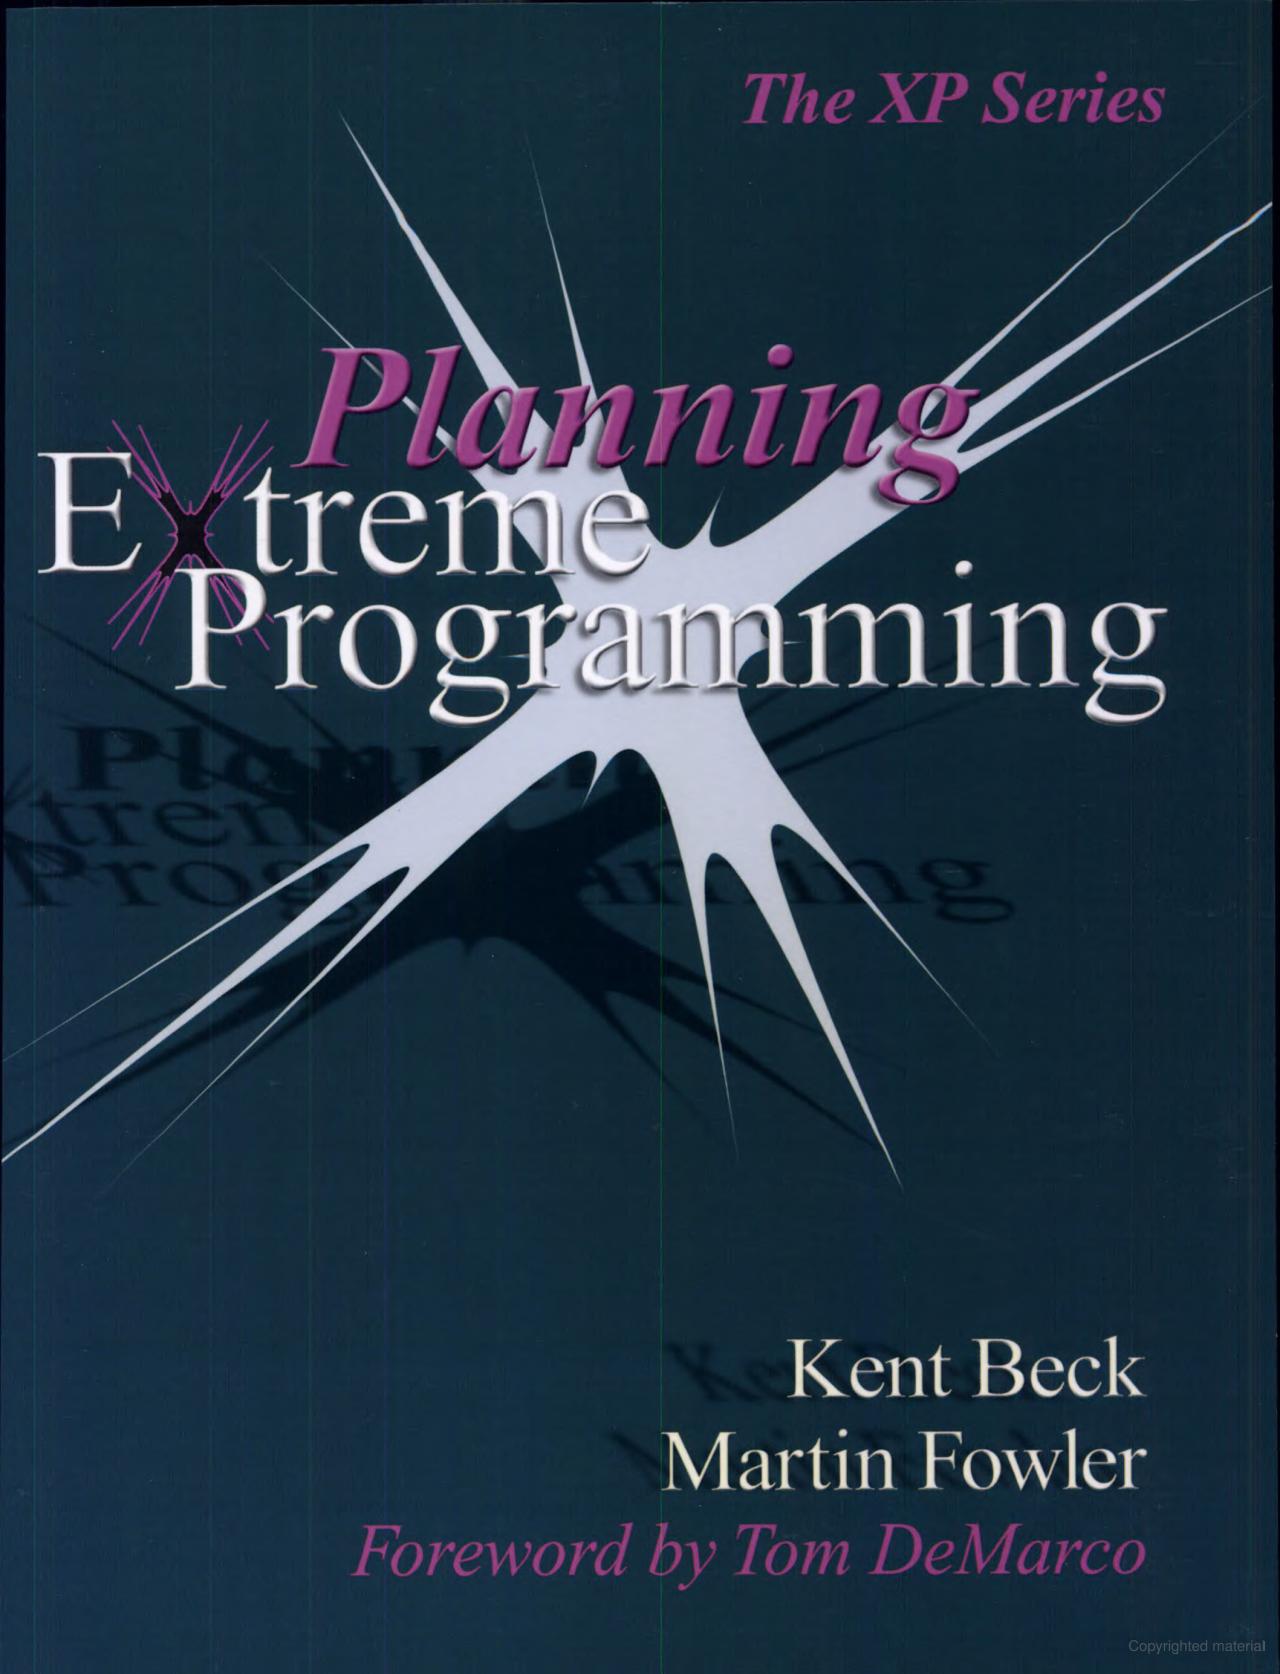 The XP Series
Planning
Extreme
Programming
Kent Beck
Martin Fowler
Foreword by Tom DeMarco
Copyrighted material